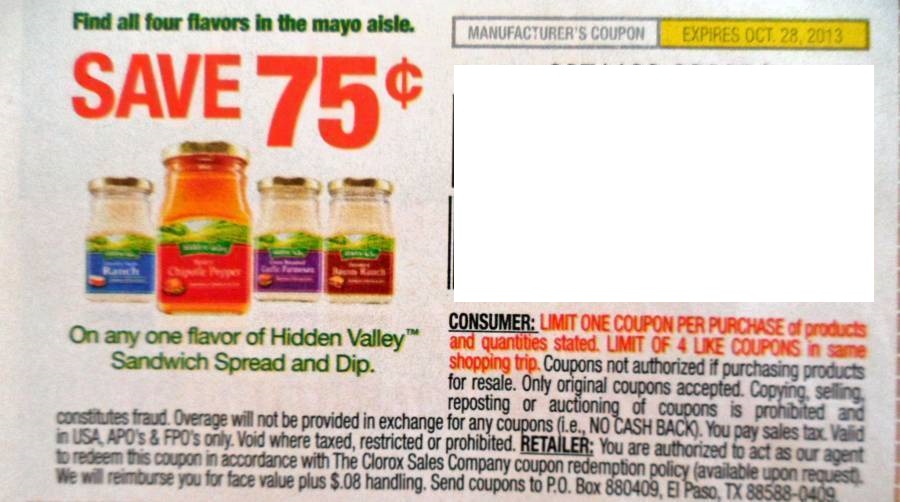 Find all four flavors in the mayo aisle.
SAVE 75¢
MANUFACTURER'S COUPON
EXPIRES OCT. 28, 2013
Hidden Valley
Ranch
Chipotle Pepper
Garlic Parmesan
Bacon Ranch
On any one flavor of Hidden Valley™
Sandwich Spread and Dip.
CONSUMER: LIMIT ONE COUPON PER PURCHASE of products
and quantities stated. LIMIT OF 4 LIKE COUPONS in same
shopping trip. Coupons not authorized if purchasing products
for resale. Only original coupons accepted. Copying, selling,
reposting or auctioning of coupons is prohibited and
constitutes fraud. Overage will not be provided in exchange for any coupons (i.e., NO CASH BACK). You pay sales tax. Valid
in USA, APO's & FPO's only. Void where taxed, restricted or prohibited. RETAILER: You are authorized to act as our agent
to redeem this coupon in accordance with The Clorox Sales Company coupon redemption policy (available upon request).
We will reimburse you for face value plus $.08 handling. Send coupons to P.O. Box 880409, El Paso, TX 88588-0409